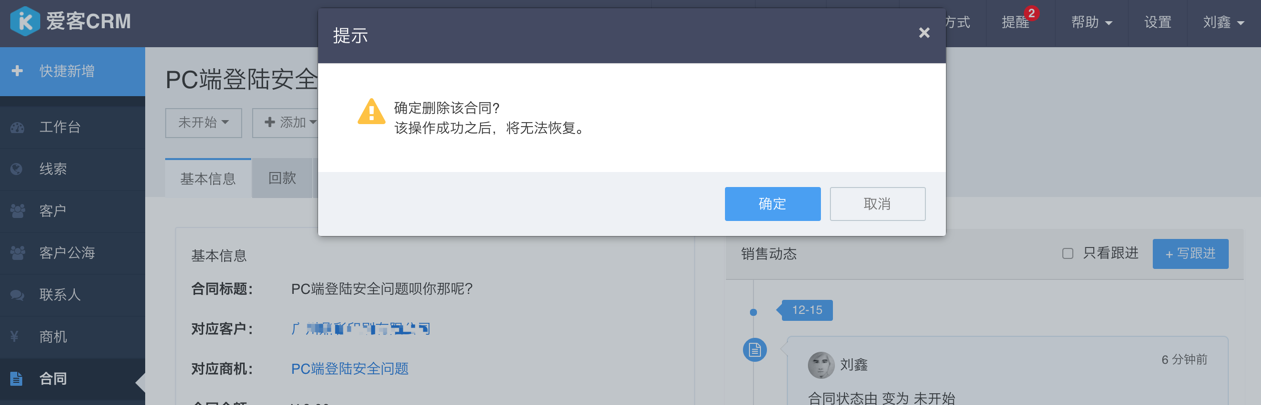 爱客CRM
提示
×
方式
提醒
2
帮助
设置
刘鑫
+ 快捷新增
PC端登陆安全
确定删除该合同?
该操作成功之后，将无法恢复。
未开始
+ 添加
工作台
线索
基本信息
回款
确定
取消
客户
客户公海
基本信息
销售动态
只看跟进
+ 写跟进
合同标题：
PC端登陆安全问题呗你那呢?
联系人
12-15
对应客户：
¥ 商机
对应商机：
PC端登陆安全问题
刘鑫
6 分钟前
合同
合同状态由 变为 未开始